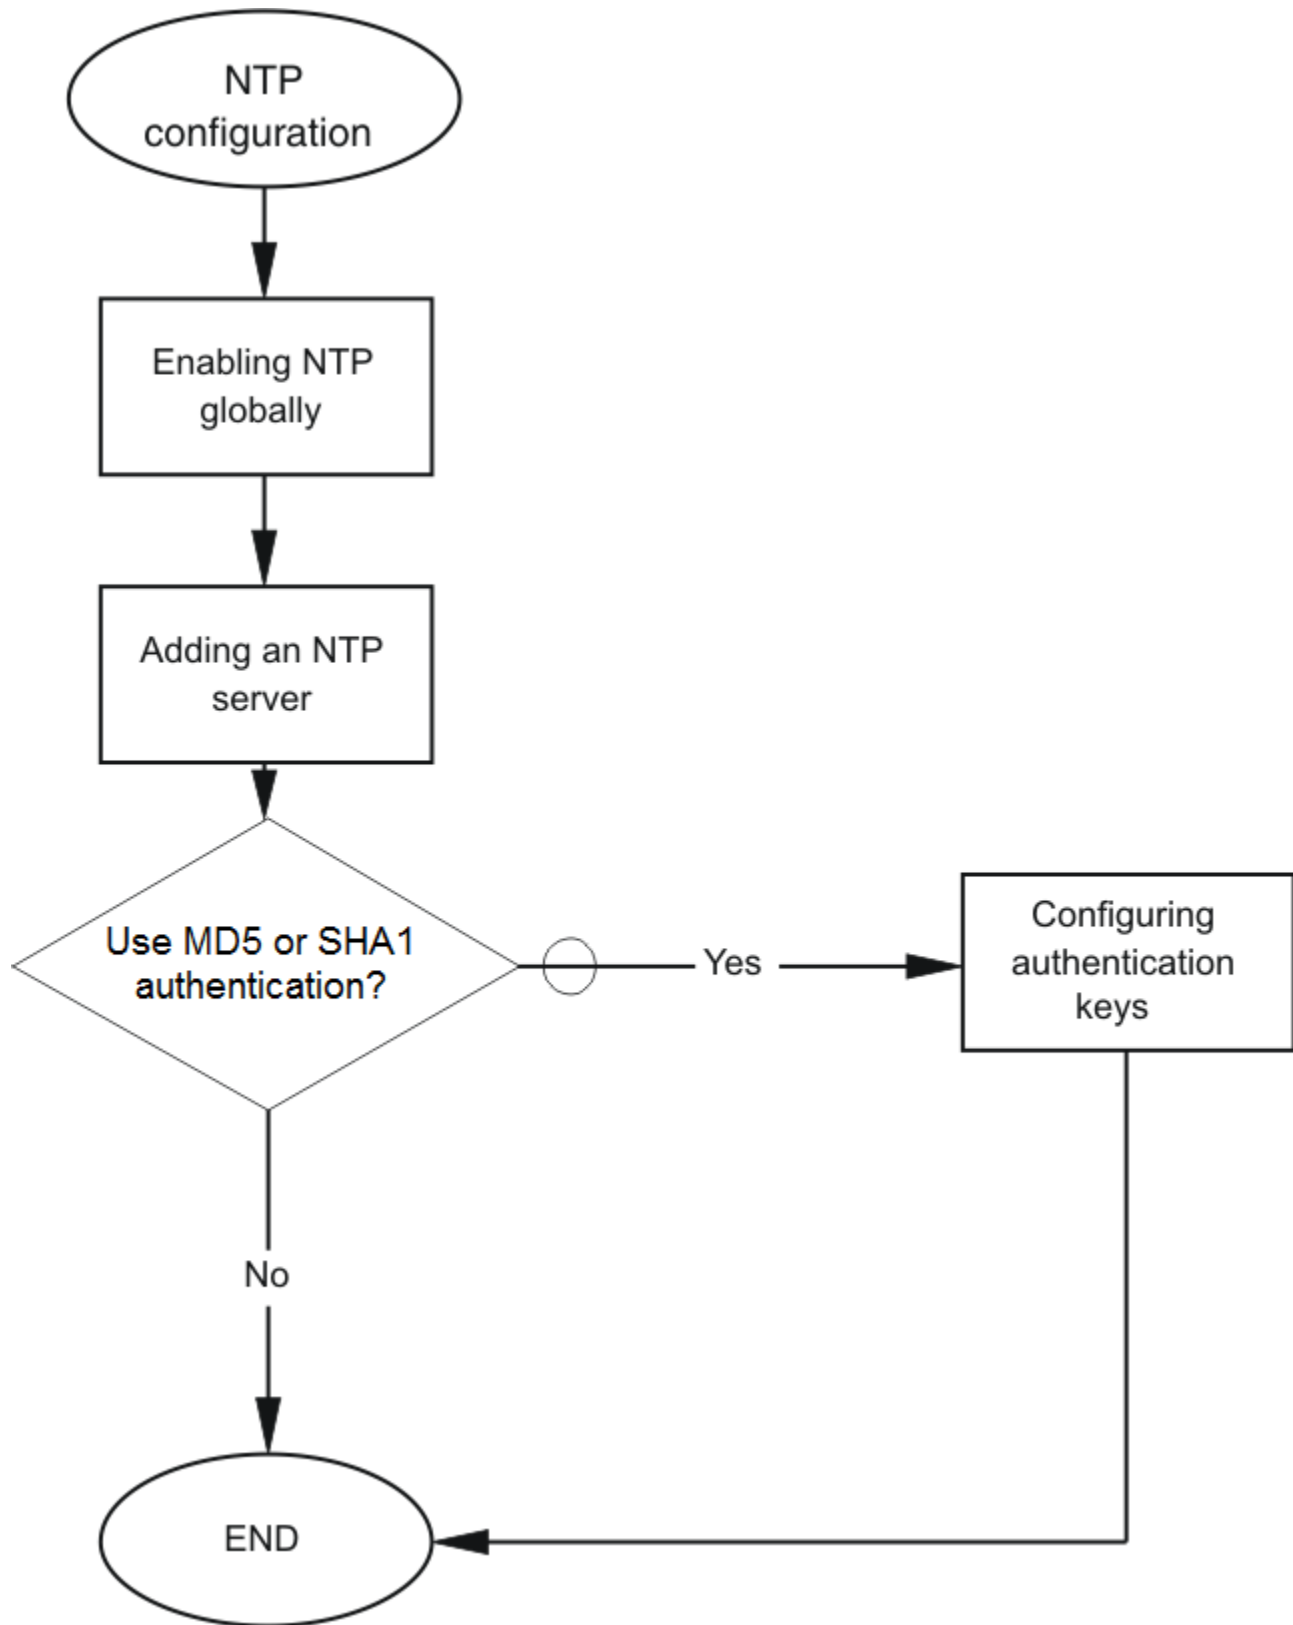 NTP
configuration
Enabling NTP
globally
Adding an NTP
server
Use MD5 or SHA1
authentication?
Yes
Configuring
authentication
keys
No
END